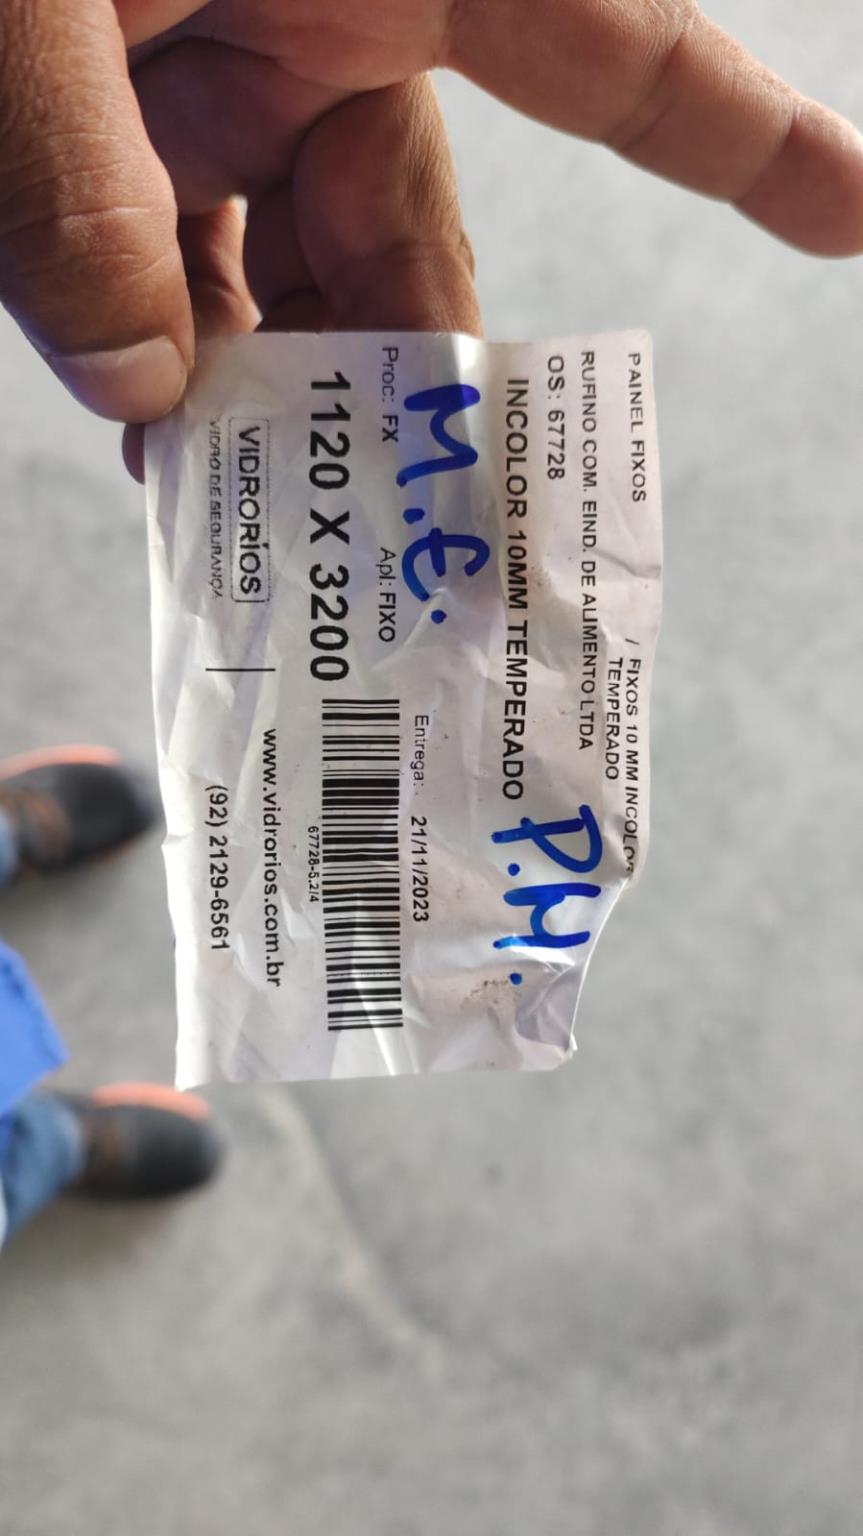 PAINEL FIXOS / FIXOS 10 MM INCOLOR
TEMPERADO
RUFINO COM. EIND. DE ALIMENTO LTDA
OS: 67728
INCOLOR 10MM TEMPERADO
P.M.
M.E.
Proc: FX Apl: FIXO Entrega: 21/11/2023
1120 X 3200
67728-5.2/4
VIDRORÍOS
VIDRO DE SEGURANÇA
www.vidrorios.com.br
(92) 2129-6561